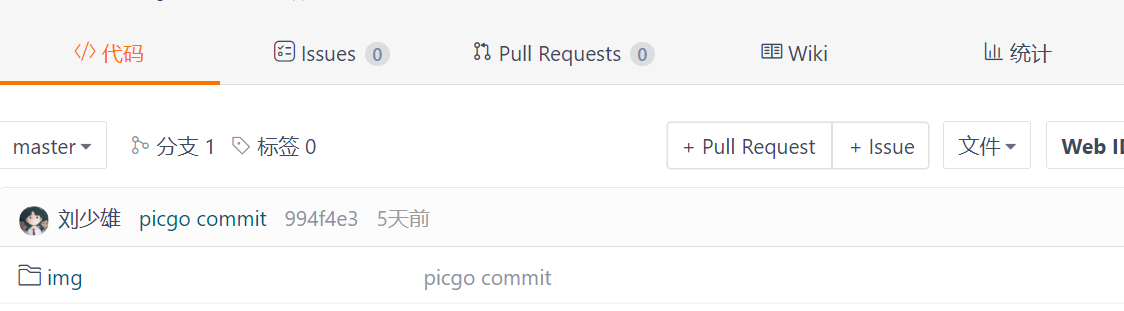 代码 Issues 0 Pull Requests 0 Wiki 统计
master 分支 1 标签 0 + Pull Request + Issue 文件 Web
刘少雄 picgo commit 994f4e3 5天前
img picgo commit